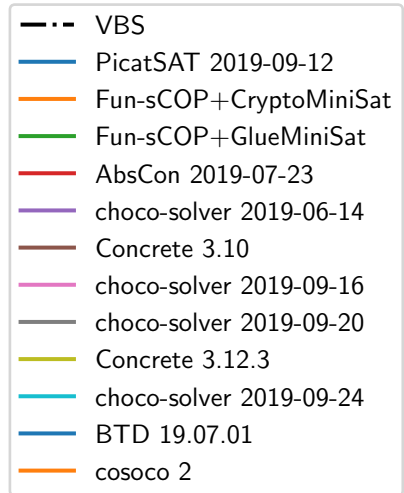 VBS
PicatSAT 2019-09-12
Fun-sCOP+CryptoMiniSat
Fun-sCOP+GlueMiniSat
AbsCon 2019-07-23
choco-solver 2019-06-14
Concrete 3.10
choco-solver 2019-09-16
choco-solver 2019-09-20
Concrete 3.12.3
choco-solver 2019-09-24
BTD 19.07.01
cosoco 2